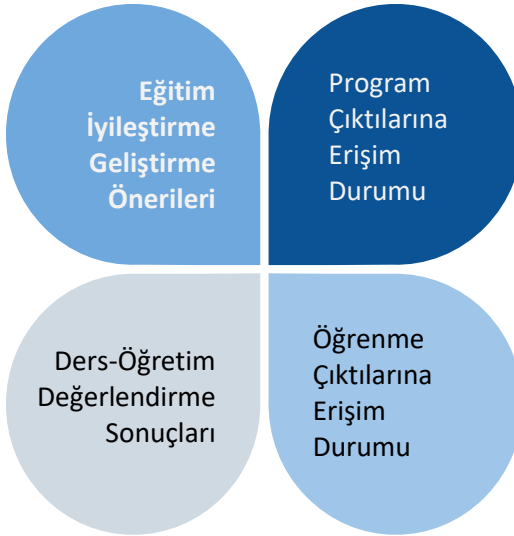 Eğitim
İyileştirme
Geliştirme
Önerileri
Program
Çıktılarına
Erişim
Durumu
Ders-Öğretim
Değerlendirme
Sonuçları
Öğrenme
Çıktılarına
Erişim
Durumu